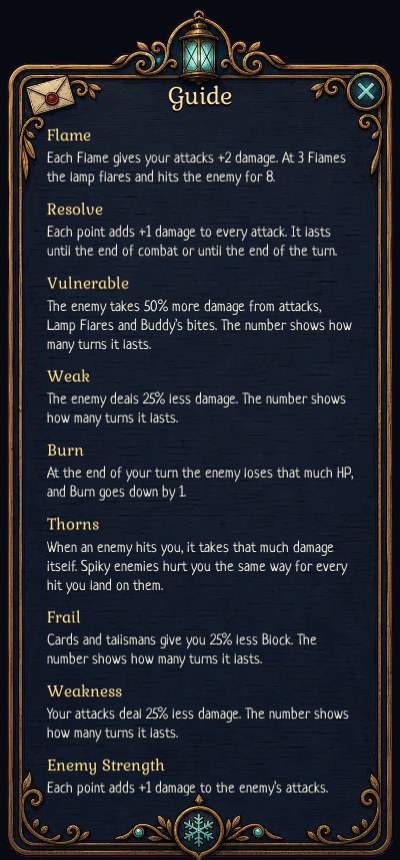 Guide
Flame
Each Flame gives your attacks +2 damage. At 3 Flames
the lamp flares and hits the enemy for 8.
Resolve
Each point adds +1 damage to every attack. It lasts
until the end of combat or until the end of the turn.
Vulnerable
The enemy takes 50% more damage from attacks,
Lamp Flares and Buddy's bites. The number shows how
many turns it lasts.
Weak
The enemy deals 25% less damage. The number shows
how many turns it lasts.
Burn
At the end of your turn the enemy loses that much HP,
and Burn goes down by 1.
Thorns
When an enemy hits you, it takes that much damage
itself. Spiky enemies hurt you the same way for every
hit you land on them.
Frail
Cards and talismans give you 25% less Block. The
number shows how many turns it lasts.
Weakness
Your attacks deal 25% less damage. The number shows
how many turns it lasts.
Enemy Strength
Each point adds +1 damage to the enemy's attacks.